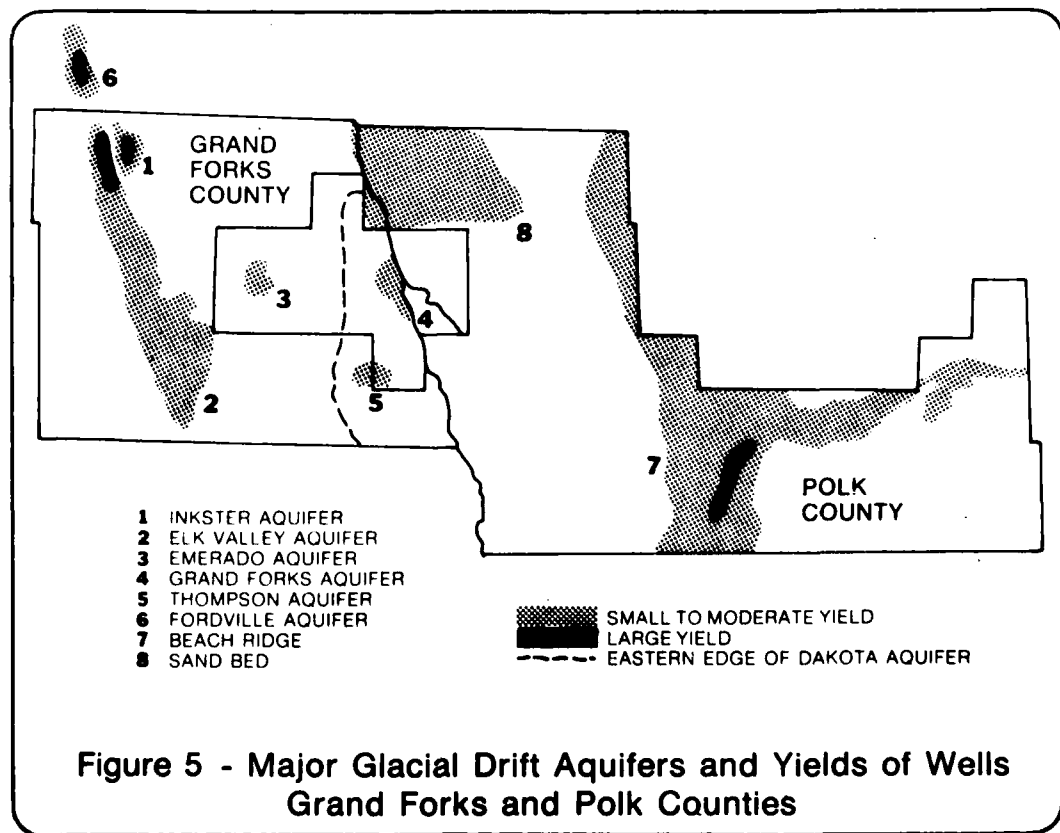 6
GRAND
FORKS
COUNTY
1
8
3
4
2
5
7
POLK
COUNTY
1 INKSTER AQUIFER
2 ELK VALLEY AQUIFER
3 EMERADO AQUIFER
4 GRAND FORKS AQUIFER
5 THOMPSON AQUIFER
6 FORDVILLE AQUIFER
7 BEACH RIDGE
8 SAND BED
SMALL TO MODERATE YIELD
LARGE YIELD
EASTERN EDGE OF DAKOTA AQUIFER
Figure 5 - Major Glacial Drift Aquifers and Yields of Wells
Grand Forks and Polk Counties